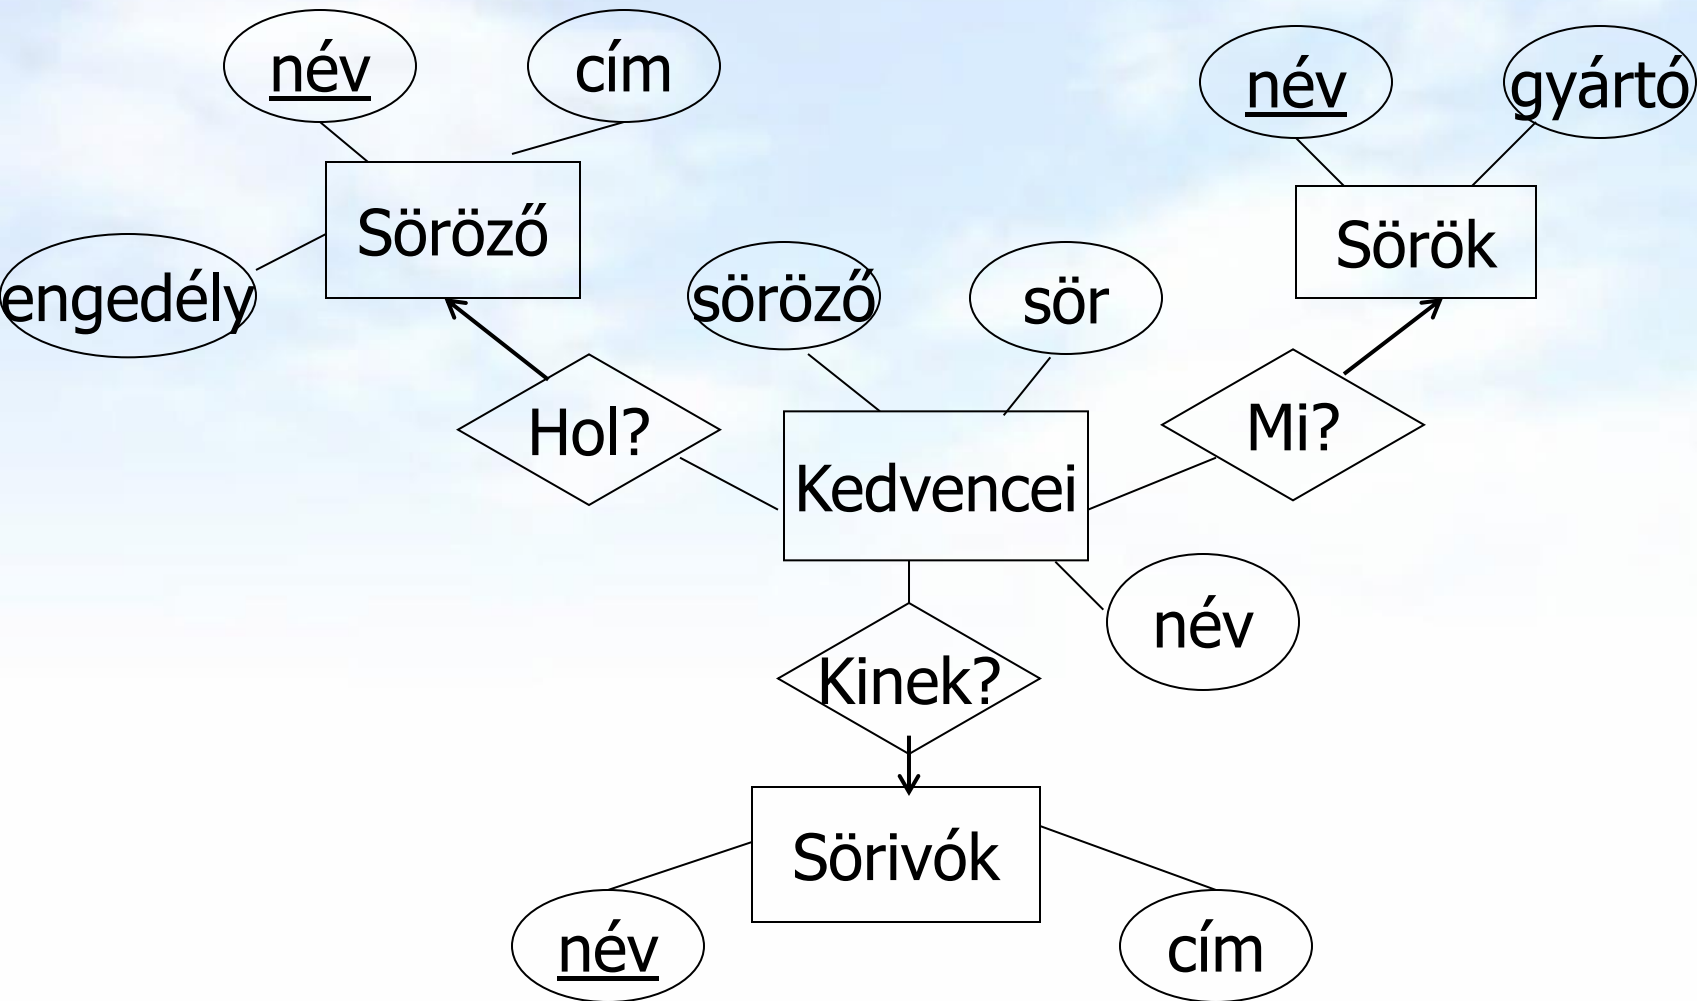 név
cím
név
gyártó
Söröző
Sörök
engedély
söröző
sör
Hol?
Mi?
Kedvencei
név
Kinek?
Sörivók
név
cím